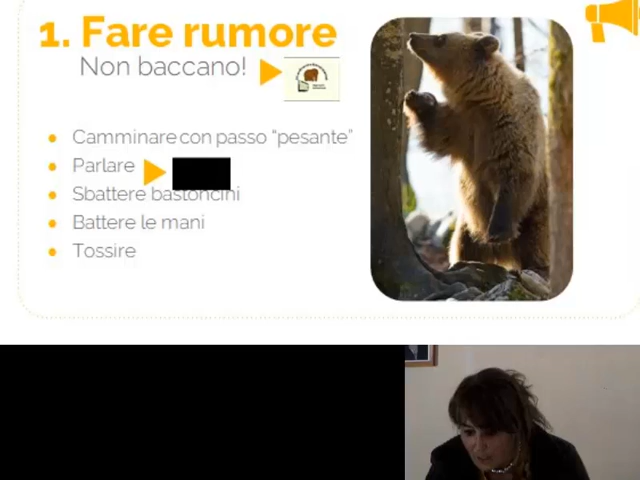 1. Fare rumore
Non baccano!
Camminare con passo "pesante"
Parlare
Sbattere bastoncini
Battere le mani
Tossire